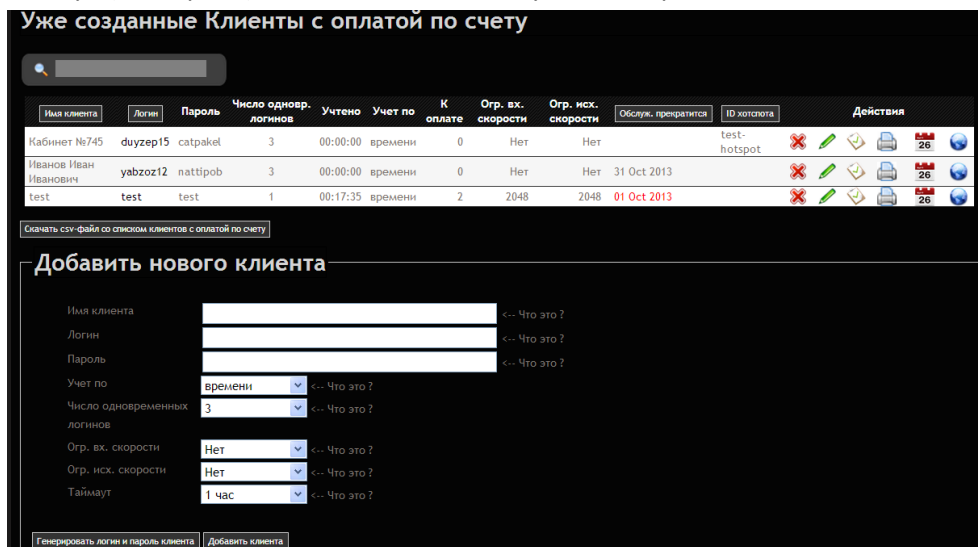 Уже созданные Клиенты с оплатой по счету
Имя клиента Логин Пароль Число одновр. логинов Учтено Учет по К оплате Огр. вх. скорости Огр. исх. скорости Обслуж. прекратится ID хотспота Действия
Кабинет №745 duyzep15 catpakel 3 00:00:00 времени 0 Нет Нет test-hotspot 26
Иванов Иван Иванович yabzoz12 nattipob 3 00:00:00 времени 0 Нет Нет 31 Oct 2013 26
test test test 1 00:17:35 времени 2 2048 2048 01 Oct 2013 26
Скачать csv-файл со списком клиентов с оплатой по счету
Добавить нового клиента
Имя клиента <-- Что это ?
Логин <-- Что это ?
Пароль <-- Что это ?
Учет по времени <-- Что это ?
Число одновременных логинов 3 <-- Что это ?
Огр. вх. скорости Нет <-- Что это ?
Огр. исх. скорости Нет <-- Что это ?
Таймаут 1 час <-- Что это ?
Генерировать логин и пароль клиента Добавить клиента